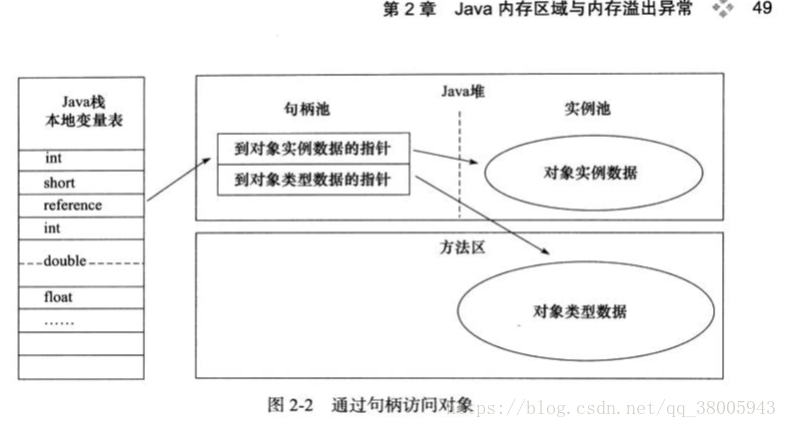 第 2 章 Java 内存区域与内存溢出异常 49
Java栈
本地变量表
int
short
reference
int
double
float
……
Java堆
句柄池
实例池
到对象实例数据的指针
到对象类型数据的指针
对象实例数据
方法区
对象类型数据
图 2-2 通过句柄访问对象
https://blog.csdn.net/qq_38005943